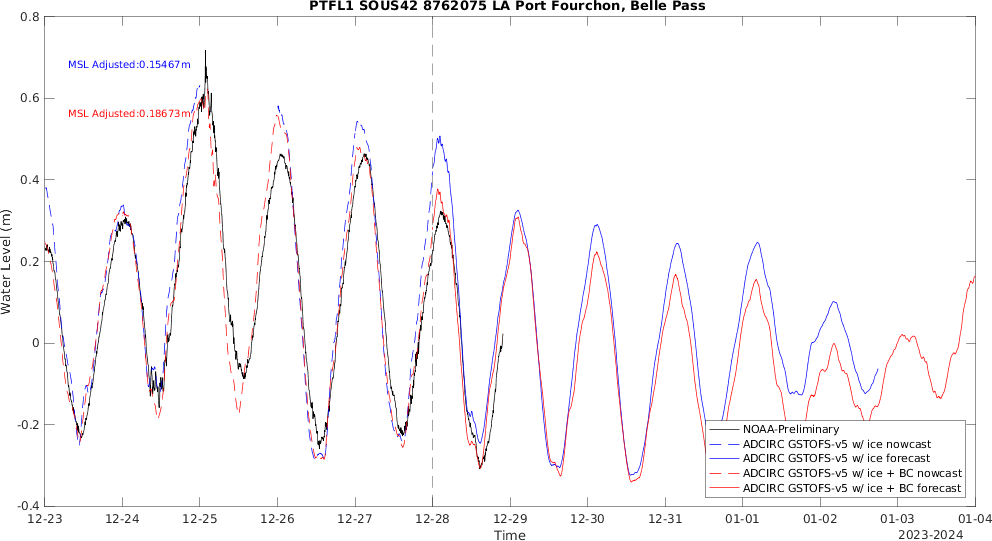 PTFL1 SOUS42 8762075 LA Port Fourchon, Belle Pass
0.8
0.6
0.4
0.2
0
-0.2
-0.4
Water Level (m)
MSL Adjusted:0.15467m
MSL Adjusted:0.18673m
NOAA-Preliminary
ADCIRC GSTOFS-v5 w/ ice nowcast
ADCIRC GSTOFS-v5 w/ ice forecast
ADCIRC GSTOFS-v5 w/ ice + BC nowcast
ADCIRC GSTOFS-v5 w/ ice + BC forecast
12-23 12-24 12-25 12-26 12-27 12-28 12-29 12-30 12-31 01-01 01-02 01-03 01-04
Time
2023-2024